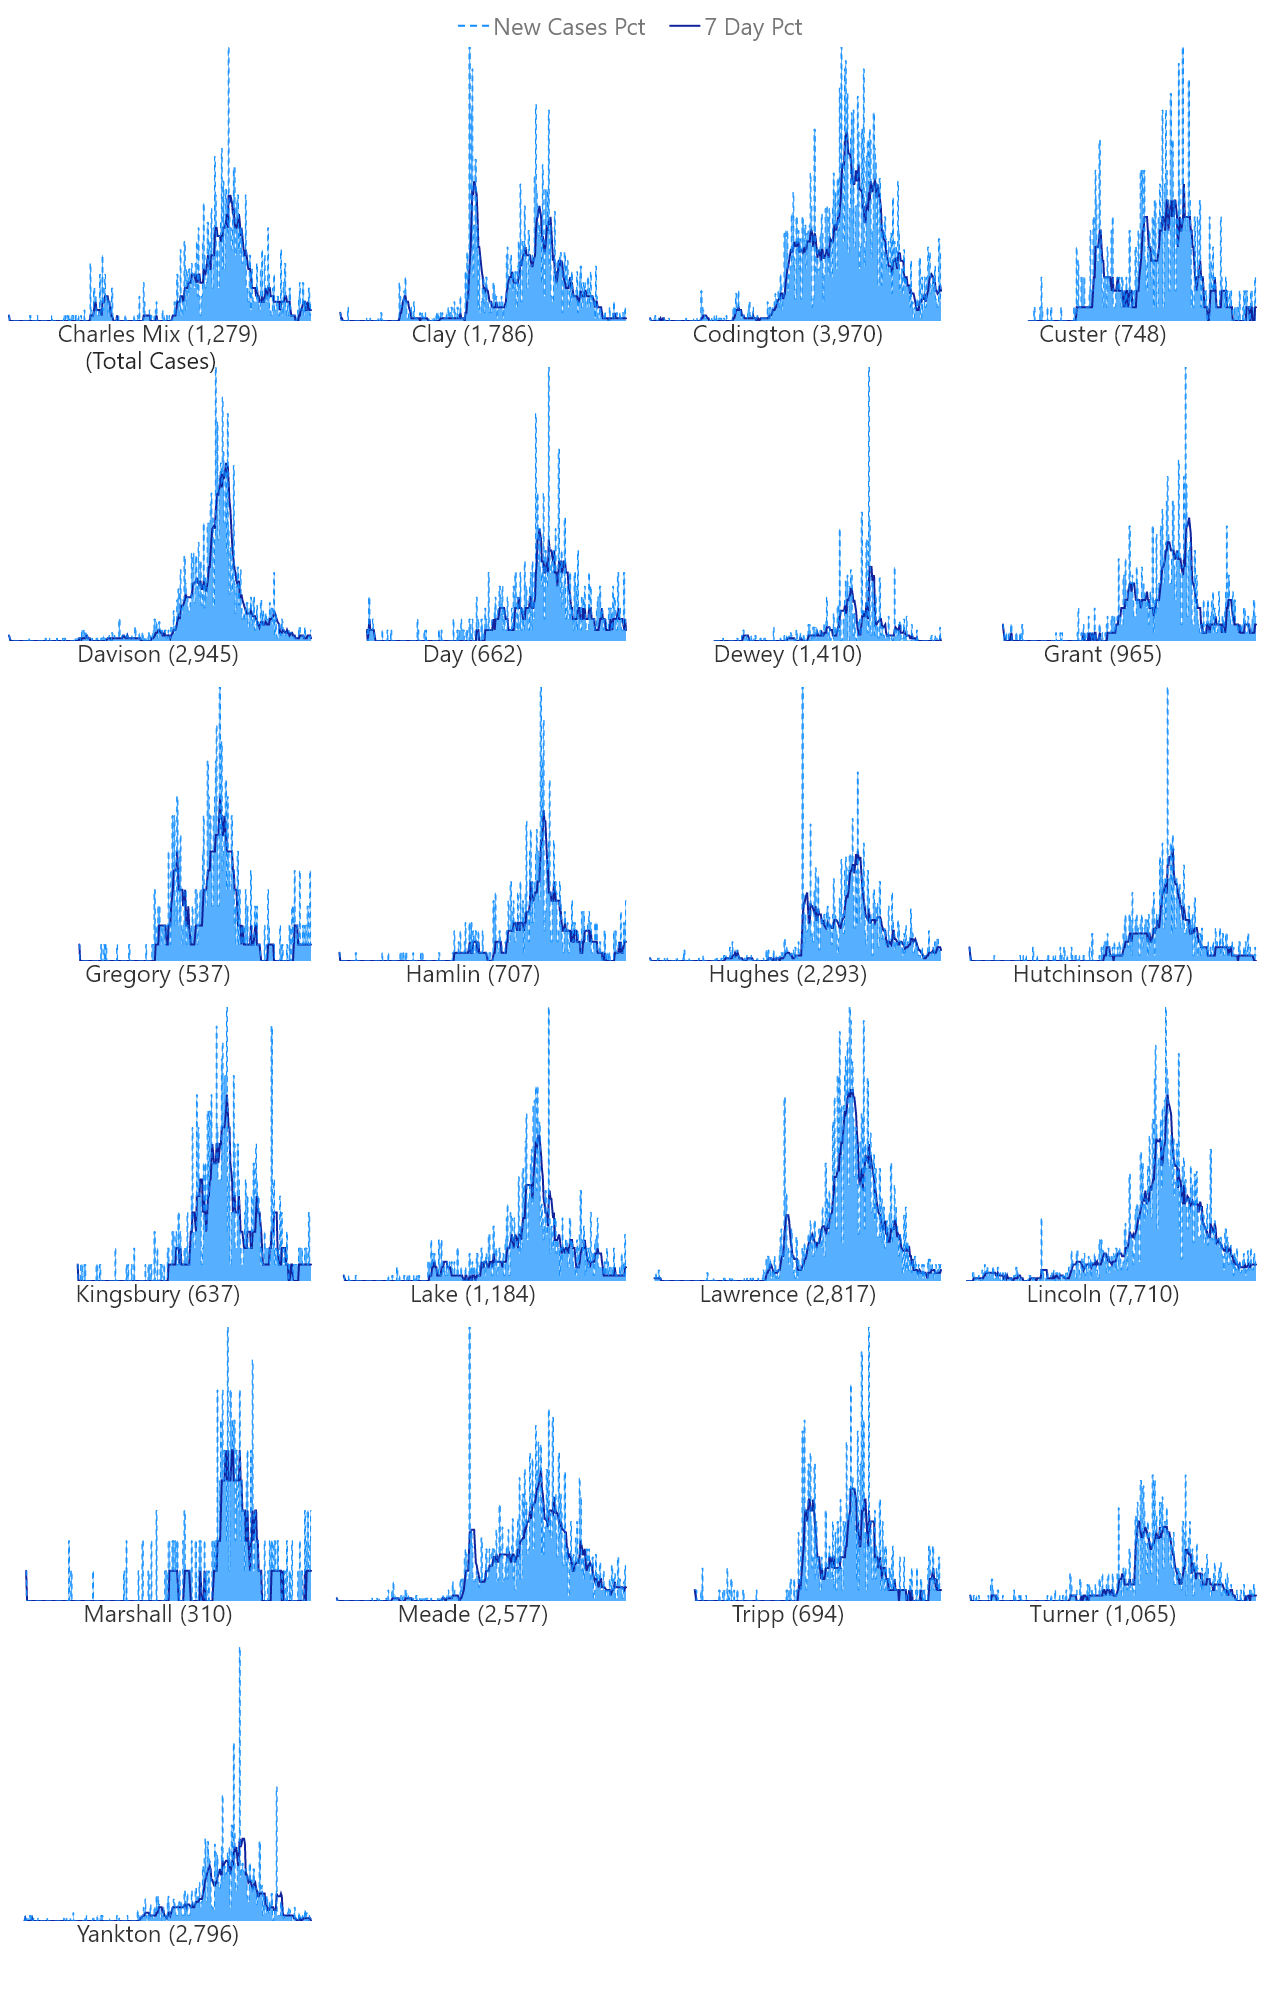 New Cases Pct 7 Day Pct
Charles Mix (1,279) Clay (1,786) Codington (3,970) Custer (748)
(Total Cases)
Davison (2,945) Day (662) Dewey (1,410) Grant (965)
Gregory (537) Hamlin (707) Hughes (2,293) Hutchinson (787)
Kingsbury (637) Lake (1,184) Lawrence (2,817) Lincoln (7,710)
Marshall (310) Meade (2,577) Tripp (694) Turner (1,065)
Yankton (2,796)